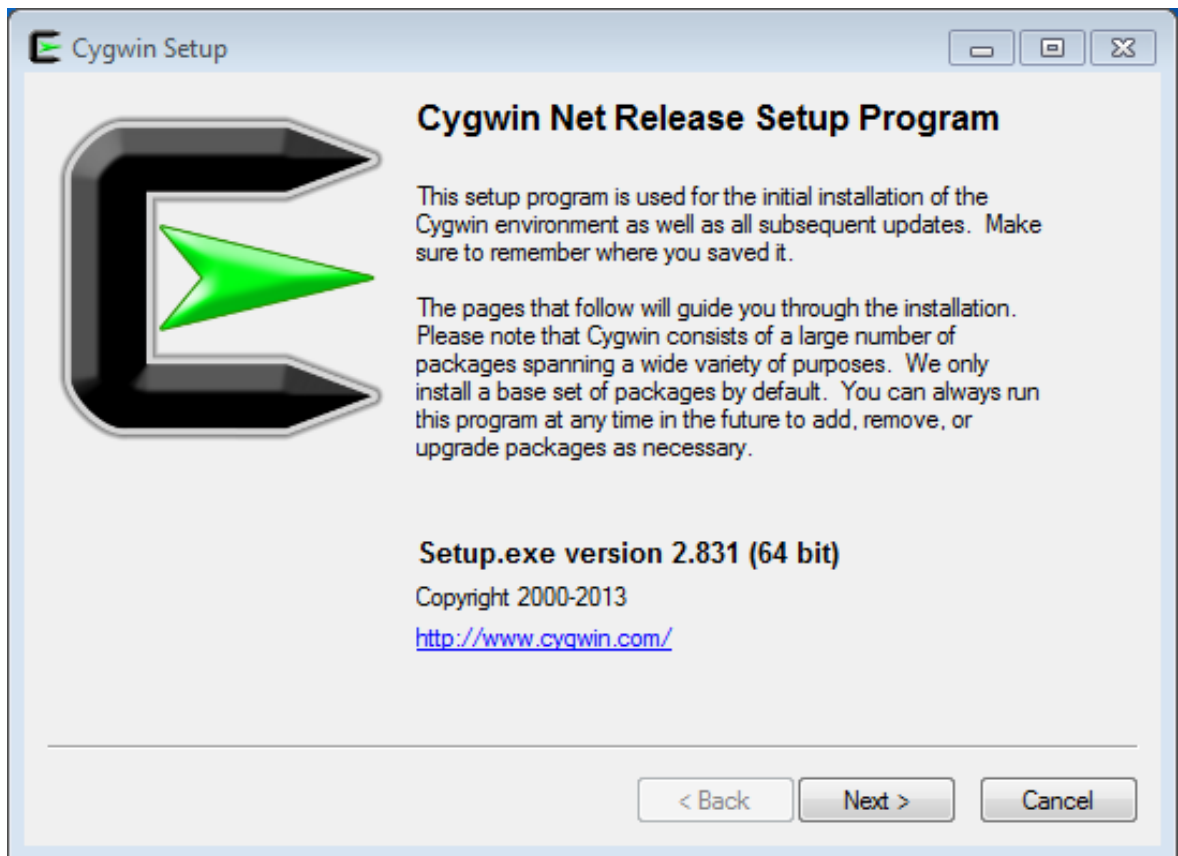 Cygwin Setup
Cygwin Net Release Setup Program
This setup program is used for the initial installation of the
Cygwin environment as well as all subsequent updates.  Make
sure to remember where you saved it.
The pages that follow will guide you through the installation.
Please note that Cygwin consists of a large number of
packages spanning a wide variety of purposes.  We only
install a base set of packages by default.  You can always run
this program at any time in the future to add, remove, or
upgrade packages as necessary.
Setup.exe version 2.831 (64 bit)
Copyright 2000-2013
http://www.cygwin.com/
< Back
Next >
Cancel